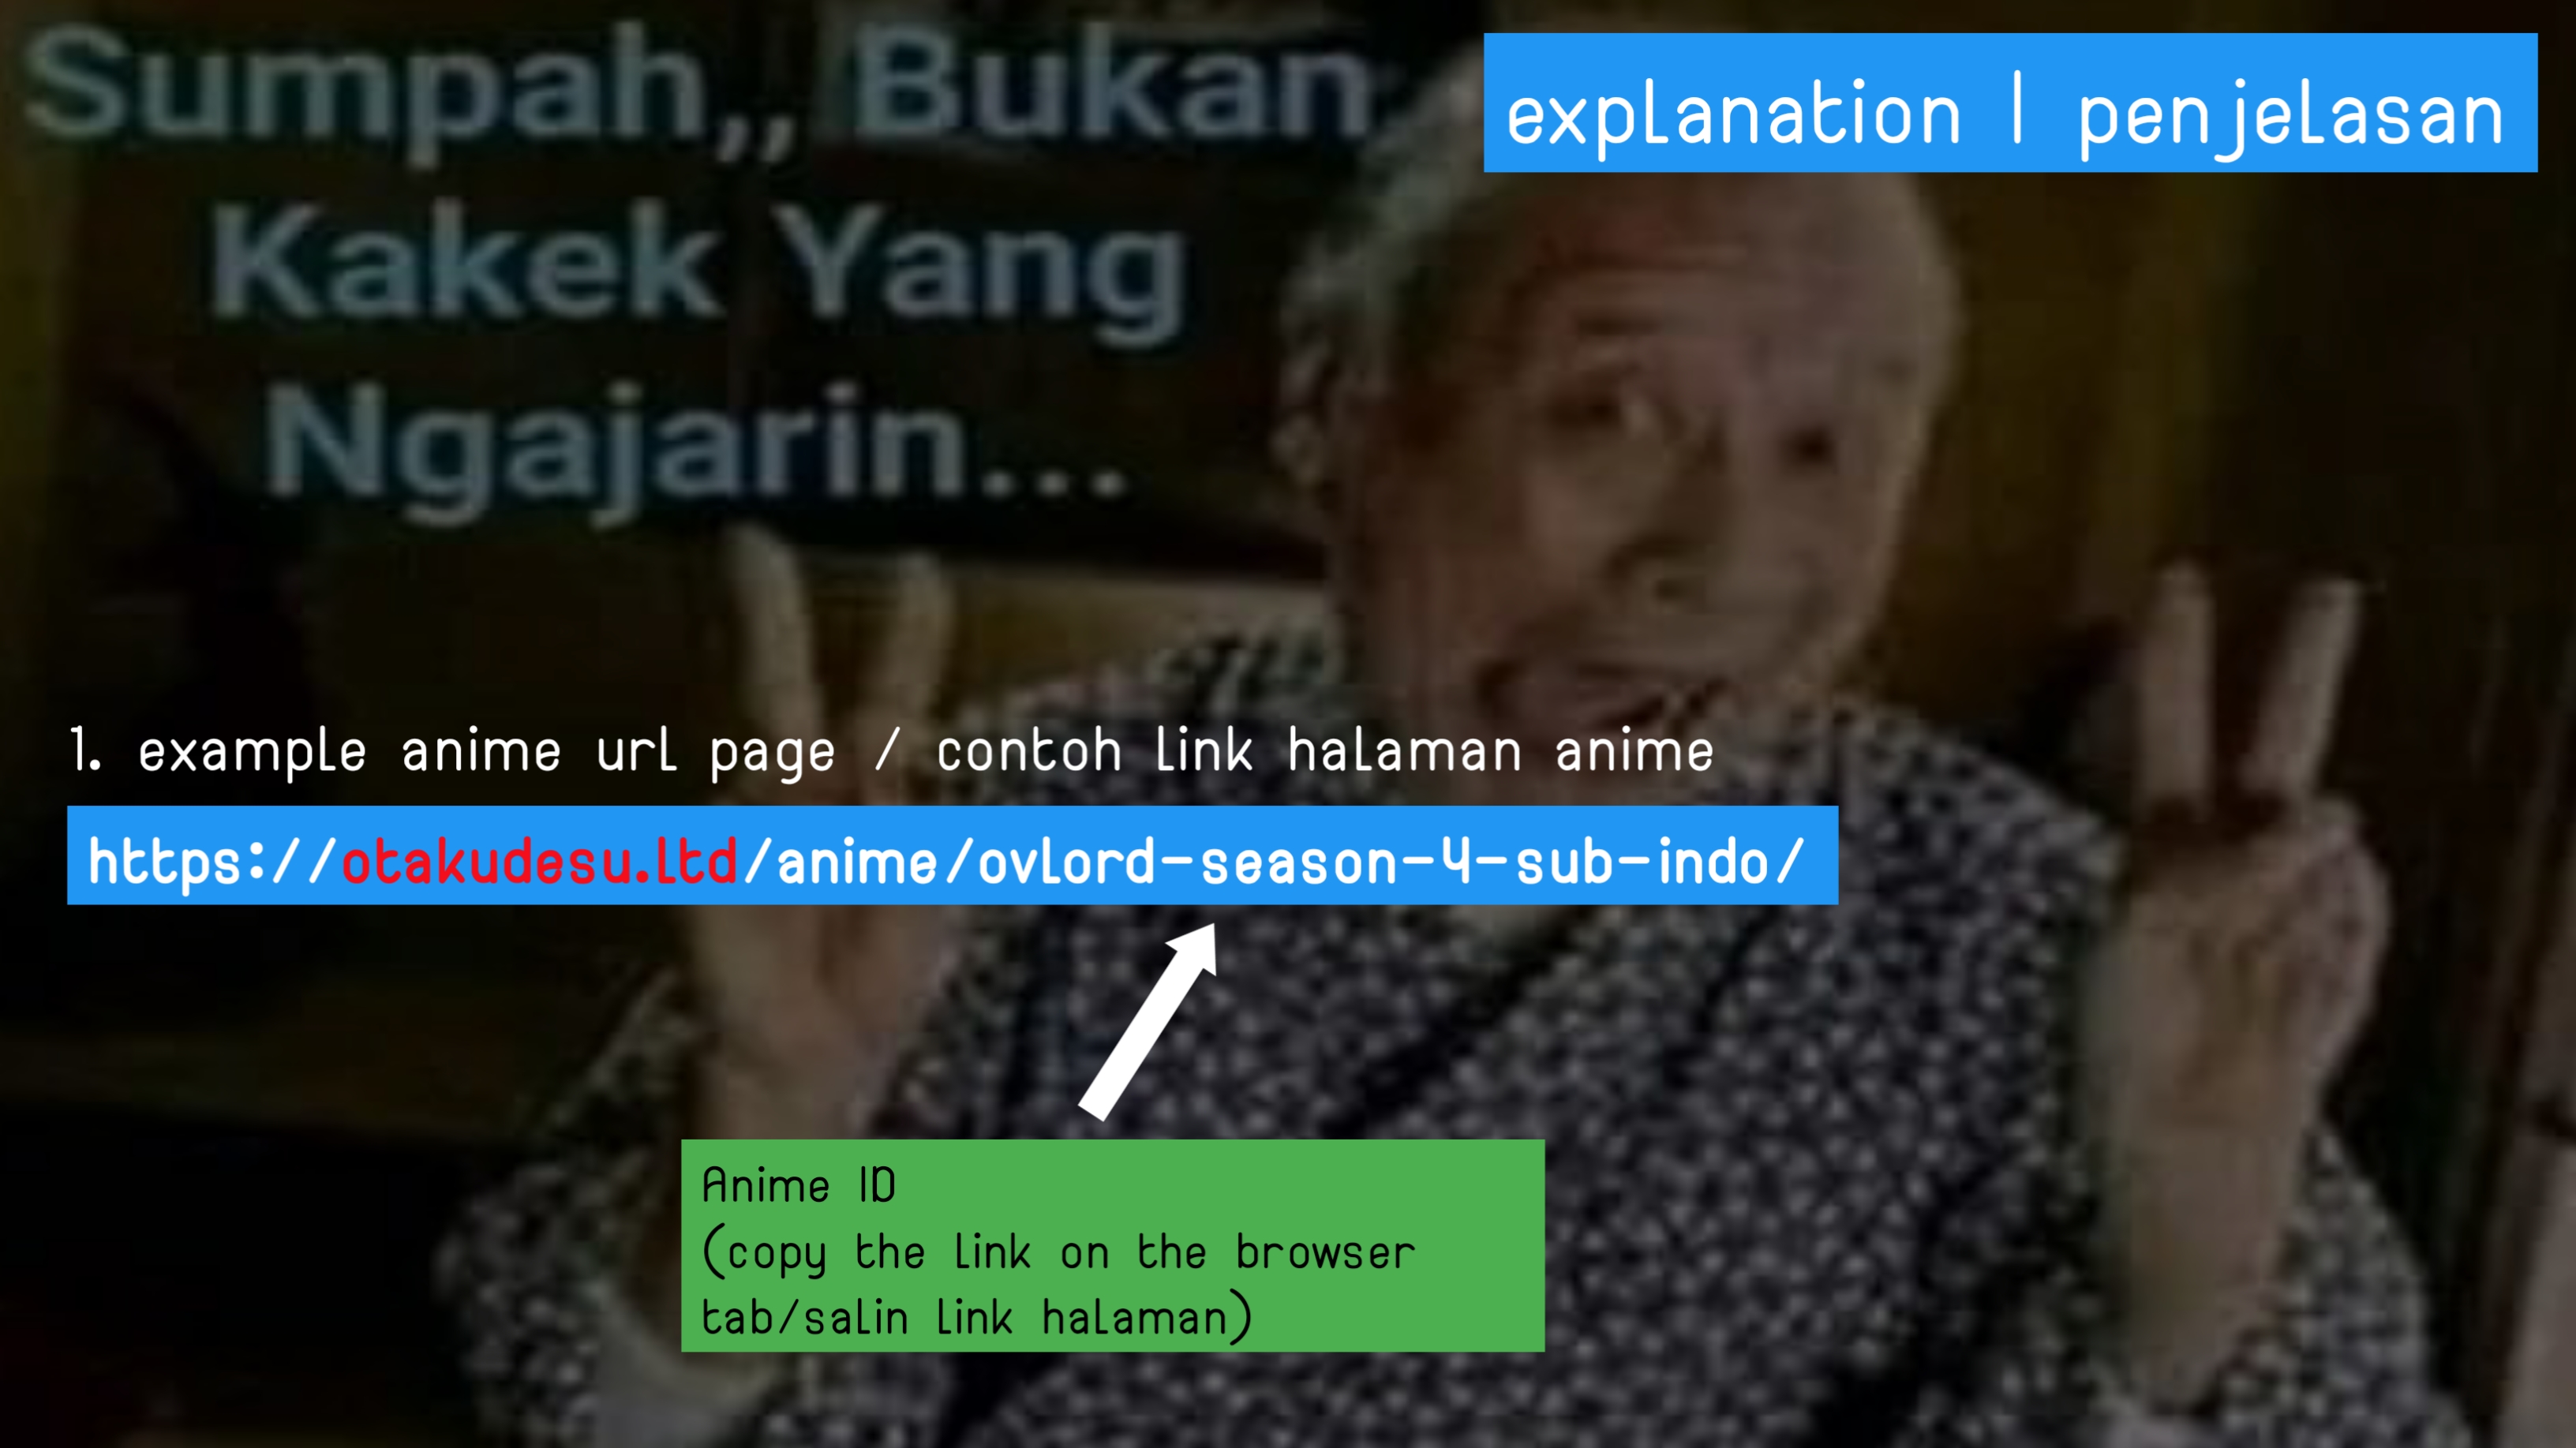 Sumpah,, Bukan
Kakek Yang
Ngajarin...
explanation | penjelasan
1. example anime url page / contoh link halaman anime
https://otakudesu.ltd/anime/ovlord-season-4-sub-indo/
Anime ID
(copy the link on the browser
tab/salin link halaman)